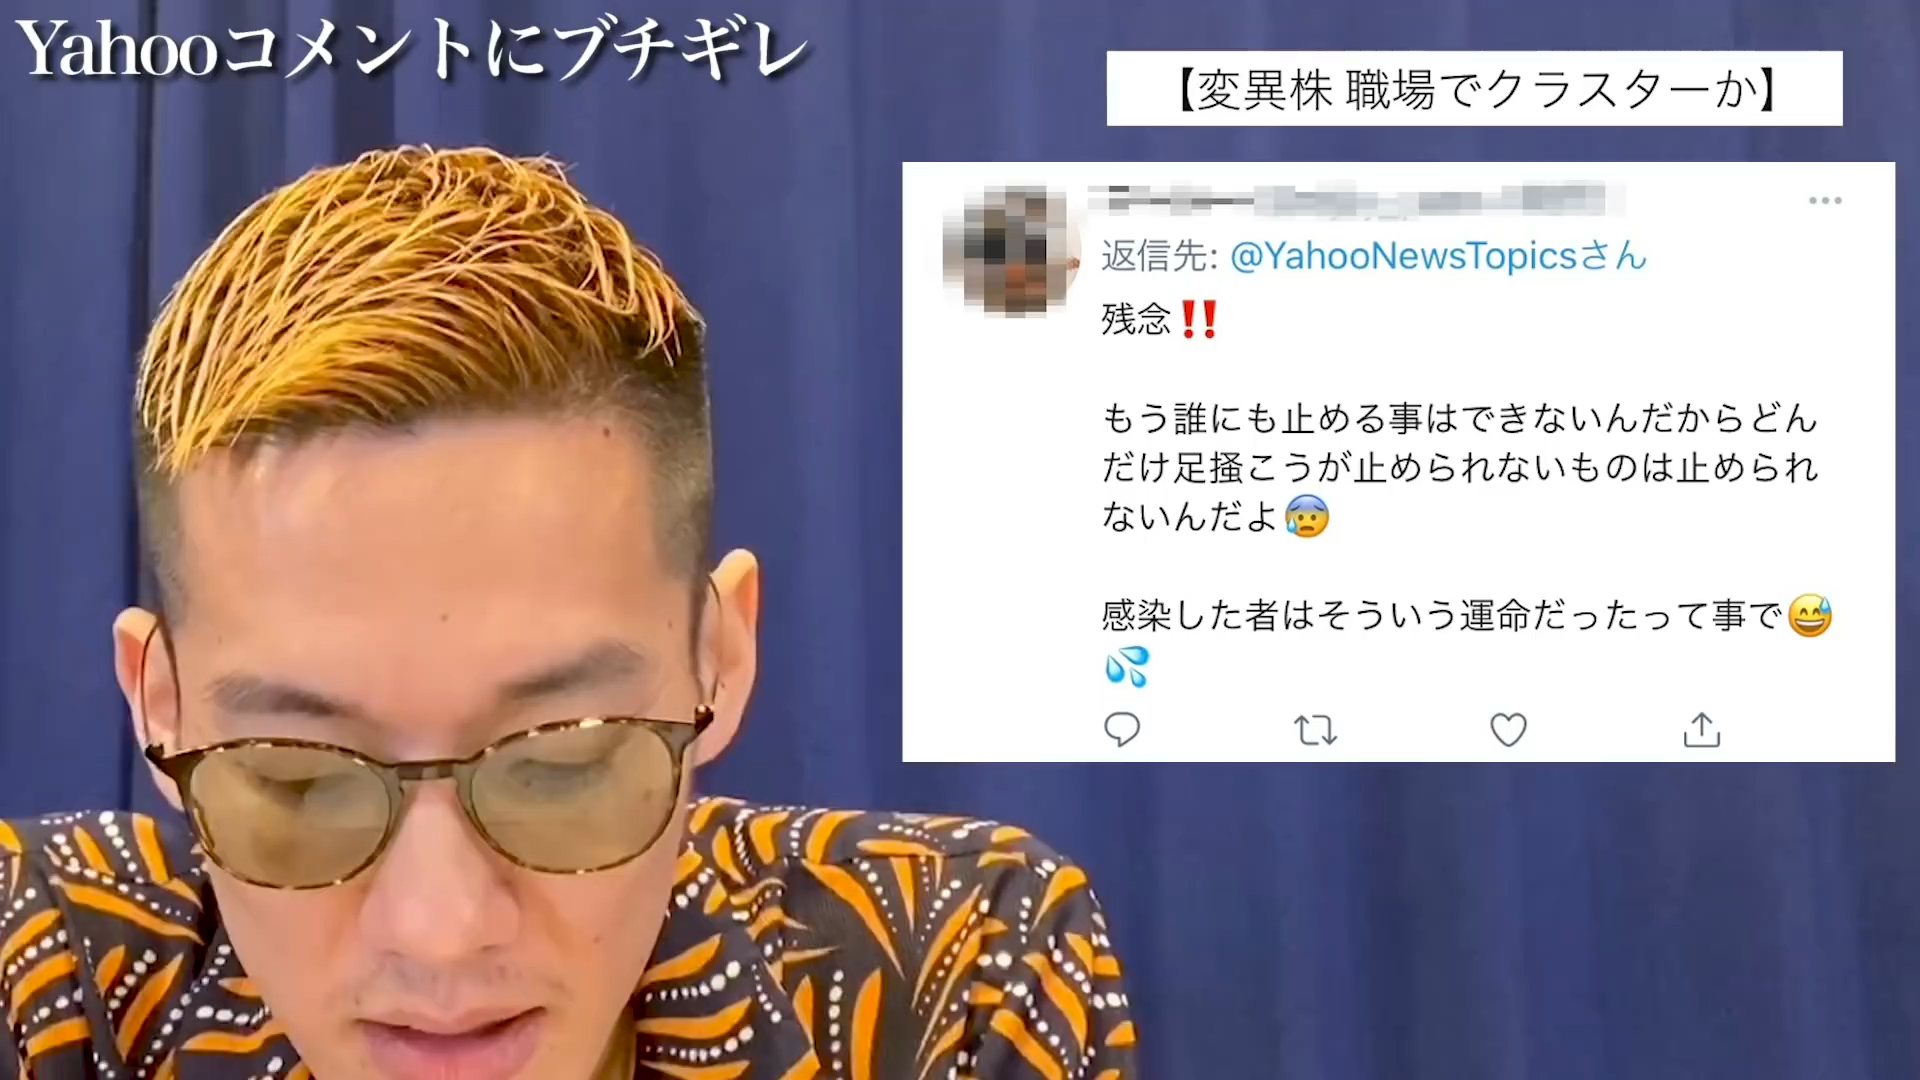 Yahooコメントにブチギレ
【変異株 職場でクラスターか】
返信先: @YahooNewsTopicsさん
残念‼️
もう誰にも止める事はできないんだからどん
だけ足掻こうが止められないものは止められ
ないんだよ😰
感染した者はそういう運命だったって事で😅
💦